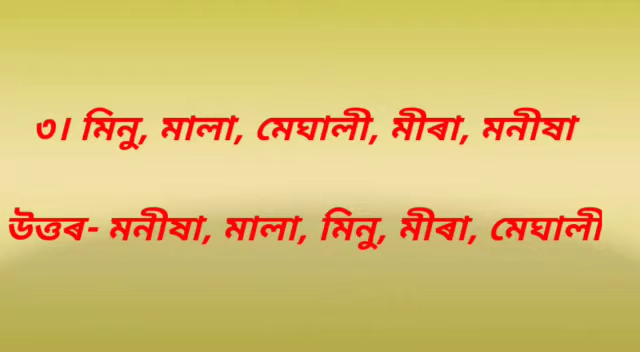 ৩। মিনু, মালা, মেঘালী, মীৰা, মনীষা
উত্তৰ- মনীষা, মালা, মিনু, মীৰা, মেঘালী